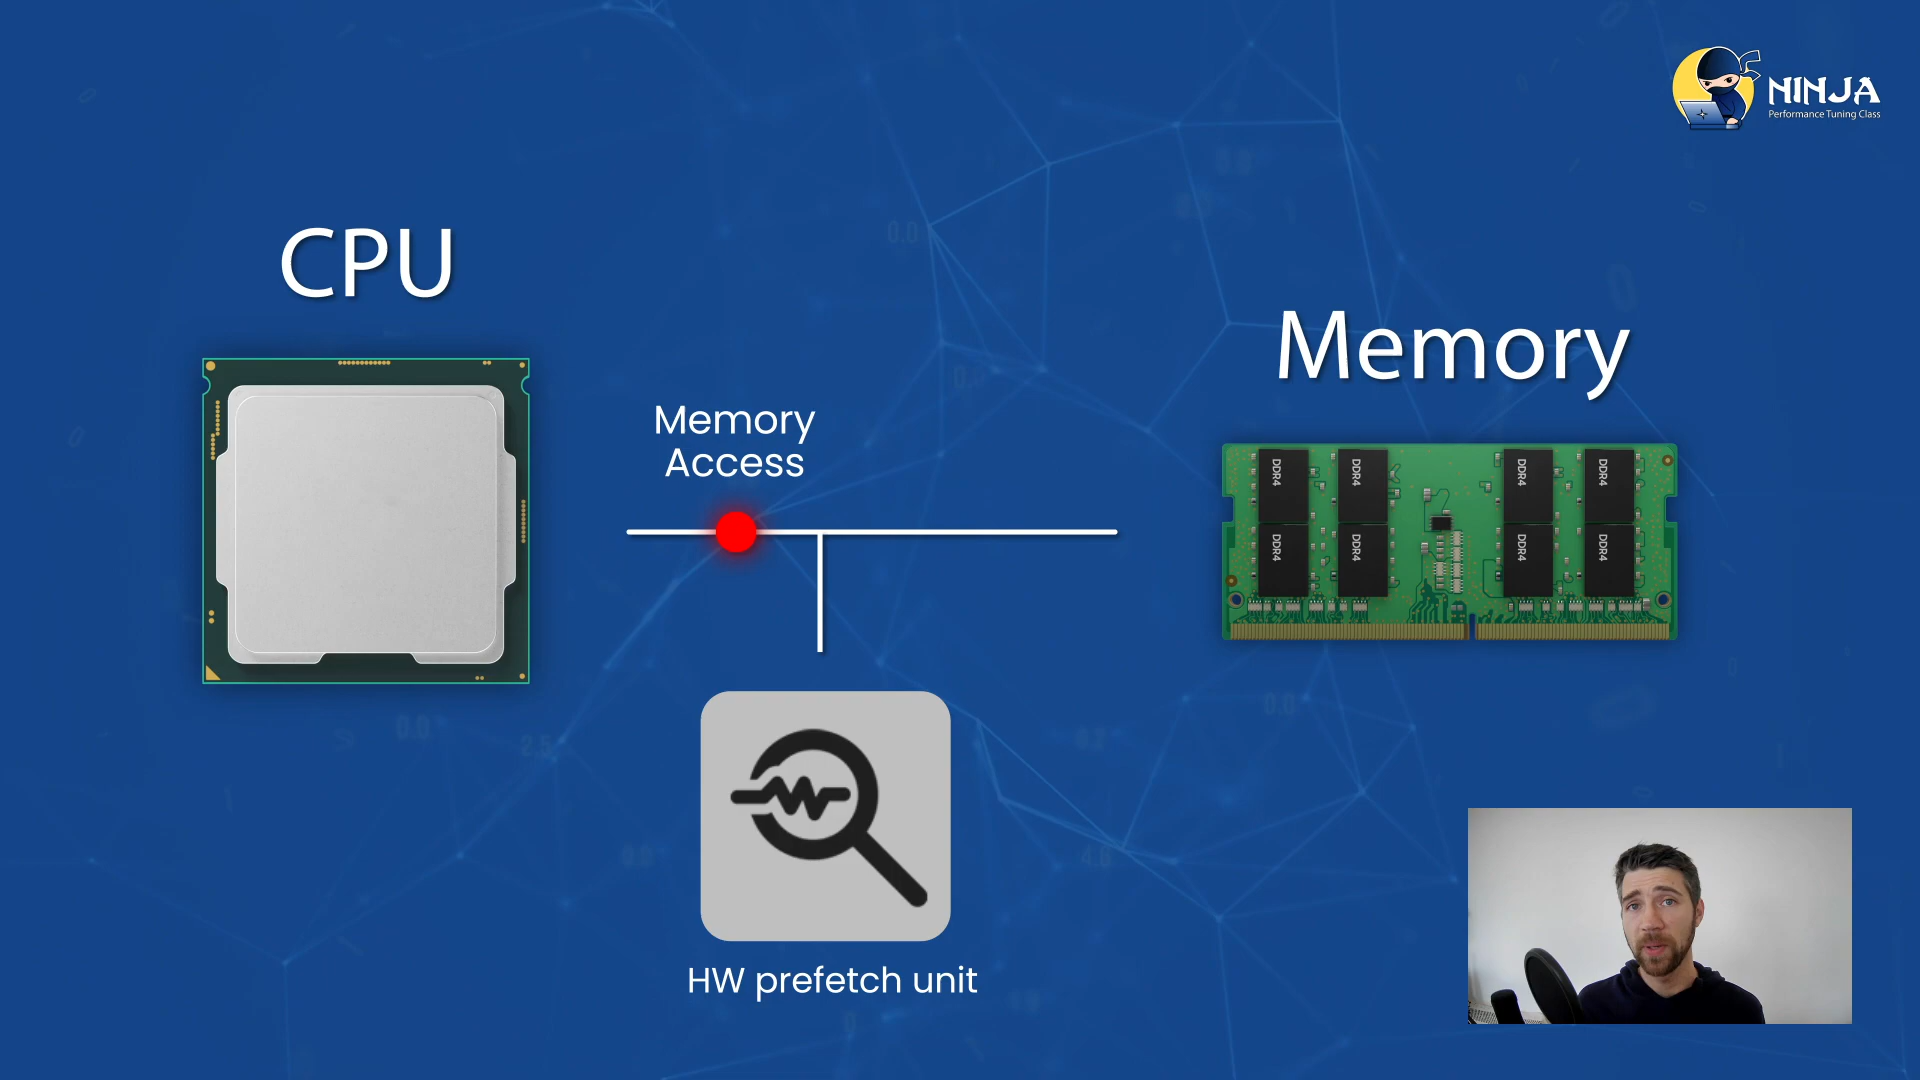 NINJA
Performance Tuning Class
CPU
Memory
Memory
Access
DDR4
DDR4
DDR4
DDR4
DDR4
DDR4
DDR4
DDR4
HW prefetch unit